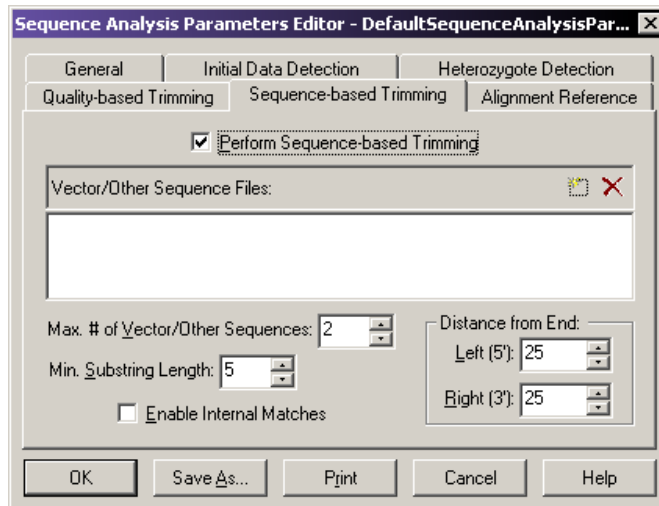 Sequence Analysis Parameters Editor - DefaultSequenceAnalysisPar...
General Initial Data Detection Heterozygote Detection
Quality-based Trimming Sequence-based Trimming Alignment Reference
Perform Sequence-based Trimming
Vector/Other Sequence Files:
Max. # of Vector/Other Sequences: 2
Min. Substring Length: 5
Enable Internal Matches
Distance from End:
Left (5'): 25
Right (3'): 25
OK Save As... Print Cancel Help